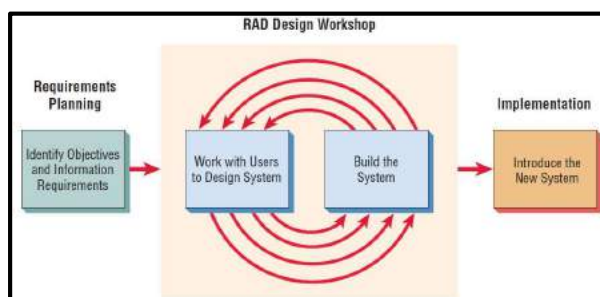 RAD Design Workshop
Requirements
Planning
Identify Objectives
and Information
Requirements
Work with Users
to Design System
Build the
System
Implementation
Introduce the
New System